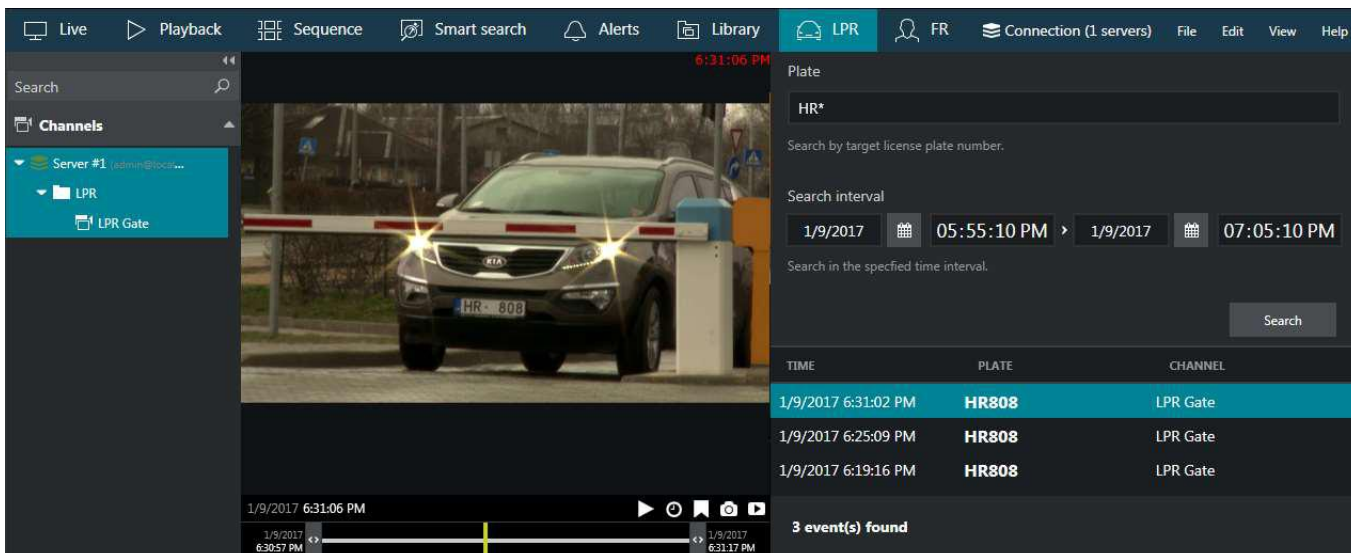 Live Playback Sequence Smart search Alerts Library LPR FR Connection (1 servers) File Edit View Help
Search
Channels
Server #1 (admin@local...
LPR
LPR Gate
6:31:06 PM
KIA
HR- 808
1/9/2017 6:31:06 PM
1/9/2017
6:30:57 PM
1/9/2017
6:31:17 PM
Plate
HR*
Search by target license plate number.
Search interval
1/9/2017 05:55:10 PM > 1/9/2017 07:05:10 PM
Search in the specfied time interval.
Search
TIME PLATE CHANNEL
1/9/2017 6:31:02 PM HR808 LPR Gate
1/9/2017 6:25:09 PM HR808 LPR Gate
1/9/2017 6:19:16 PM HR808 LPR Gate
3 event(s) found